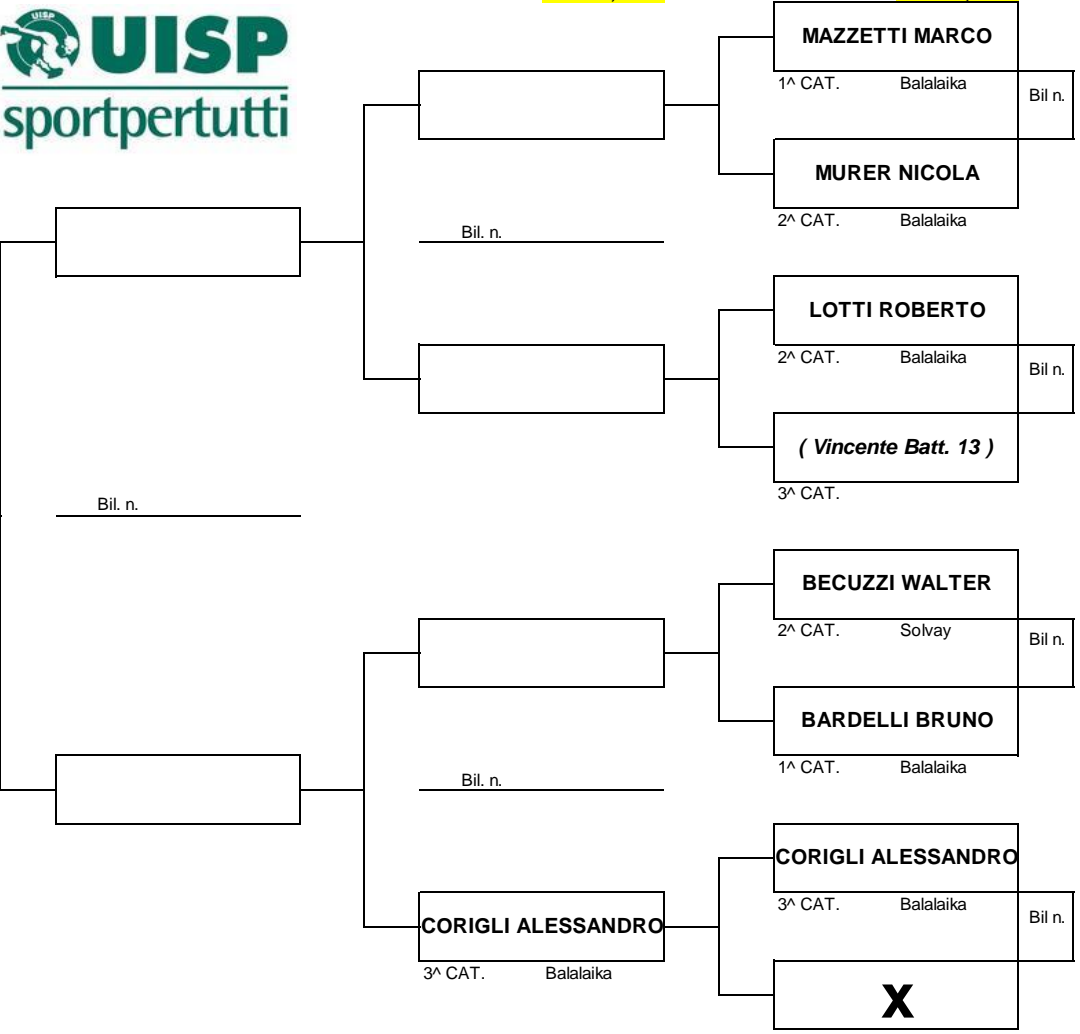 UISP
UISP
sportpertutti
MAZZETTI MARCO
1^ CAT. Balalaika
Bil n.
MURER NICOLA
2^ CAT. Balalaika
Bil. n.
LOTTI ROBERTO
2^ CAT. Balalaika
Bil n.
( Vincente Batt. 13 )
3^ CAT.
Bil. n.
BECUZZI WALTER
2^ CAT. Solvay
Bil n.
BARDELLI BRUNO
1^ CAT. Balalaika
Bil. n.
CORIGLI ALESSANDRO
3^ CAT. Balalaika
Bil n.
CORIGLI ALESSANDRO
3^ CAT. Balalaika
X